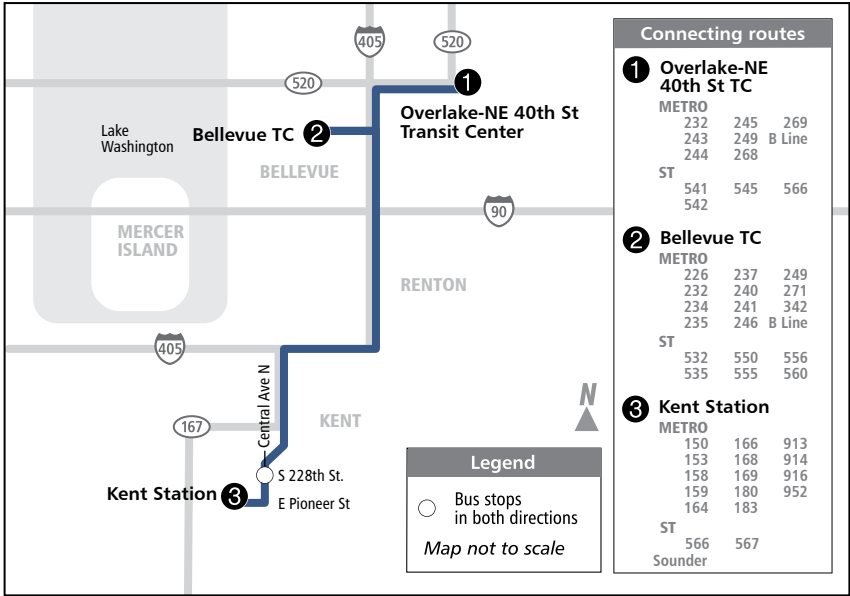 405
520
520
1
Overlake-NE 40th St
Transit Center
Lake
Washington
Bellevue TC 2
BELLEVUE
90
MERCER
ISLAND
RENTON
405
Central Ave N
167
KENT
N
S 228th St.
Kent Station 3
E Pioneer St
Legend
Bus stops
in both directions
Map not to scale
Connecting routes
1 Overlake-NE
40th St TC
METRO
232 245 269
243 249 B Line
244 268
ST
541 545 566
542
2 Bellevue TC
METRO
226 237 249
232 240 271
234 241 342
235 246 B Line
ST
532 550 556
535 555 560
3 Kent Station
METRO
150 166 913
153 168 914
158 169 916
159 180 952
164 183
ST
566 567
Sounder